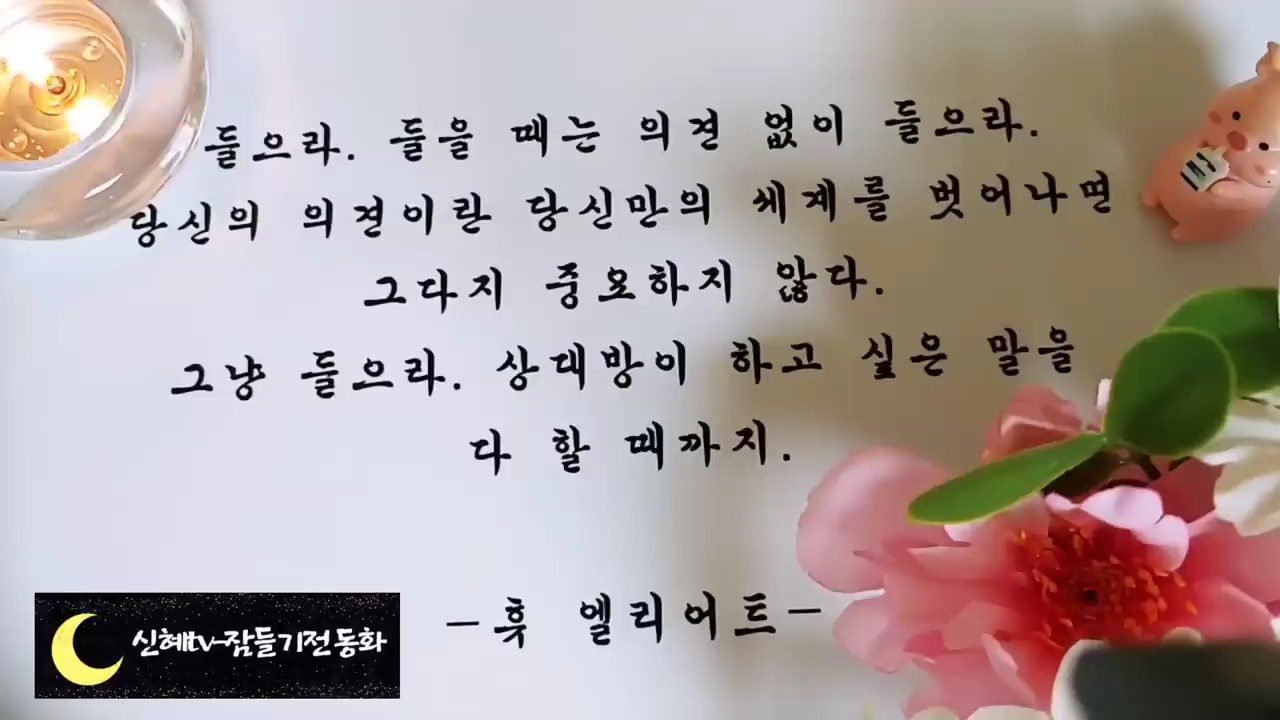 들으라. 들을 때는 의견 없이 들으라.
당신의 의견이란 당신만의 세계를 벗어나면
그다지 중요하지 않다.
그냥 들으라. 상대방이 하고 싶은 말을
다 할 때까지.
-휴 엘리어트-
신혜tv-잠들기전 동화